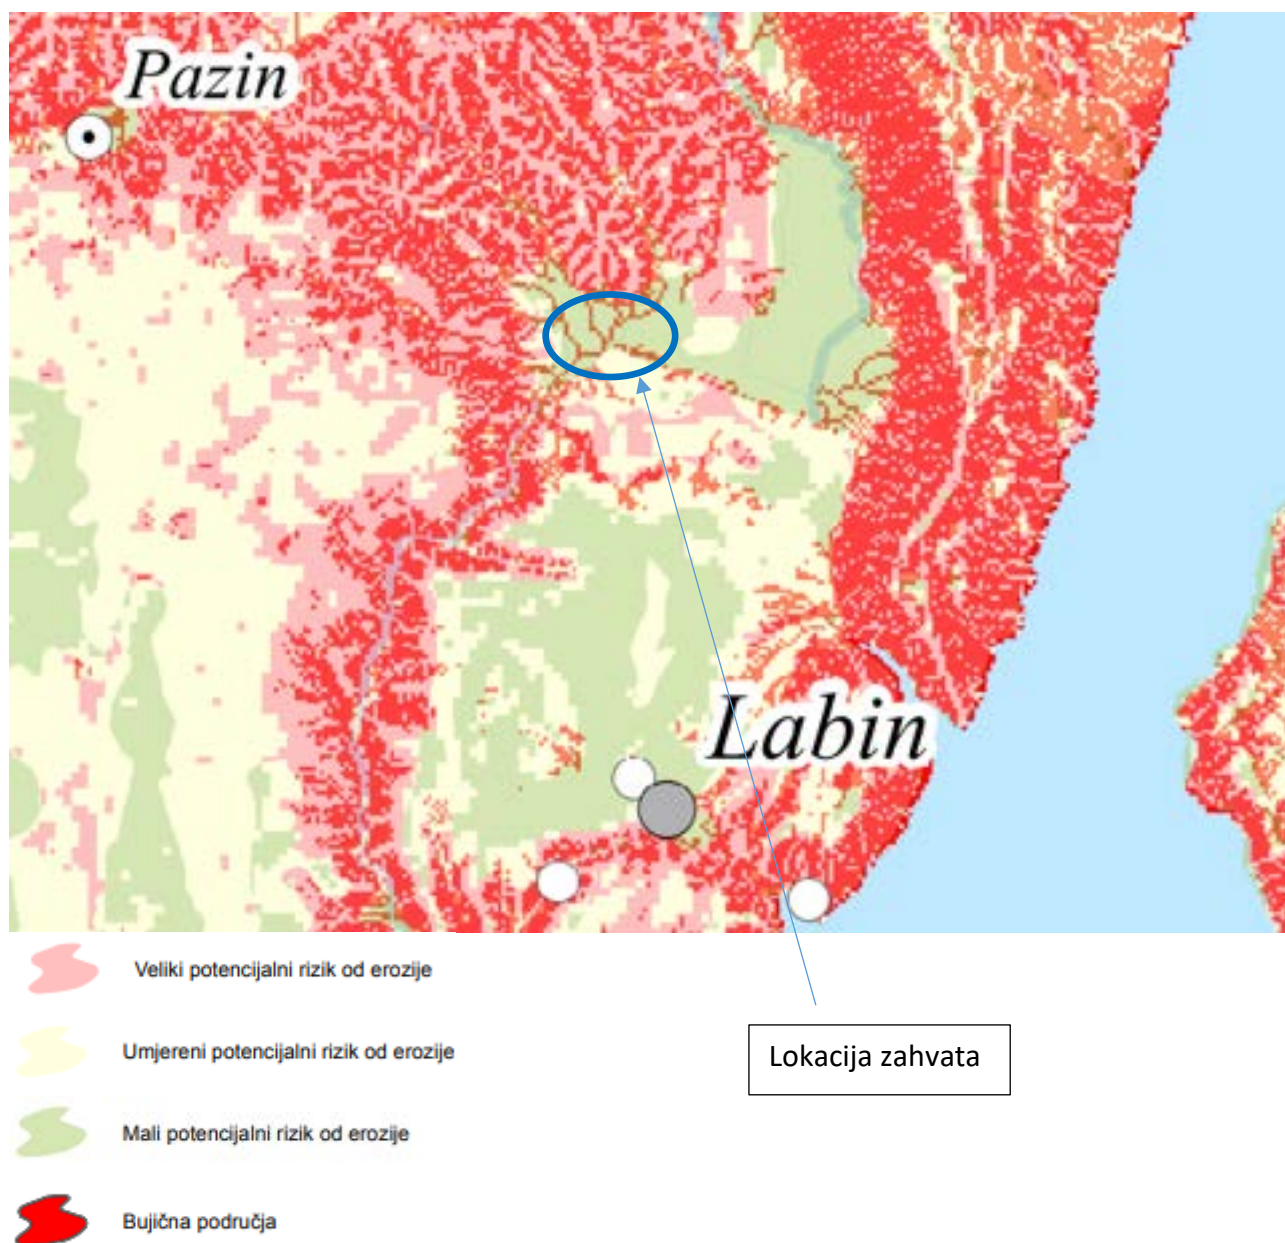 Pazin
Labin
Veliki potencijalni rizik od erozije
Umjereni potencijalni rizik od erozije
Lokacija zahvata
Mali potencijalni rizik od erozije
Bujična područja